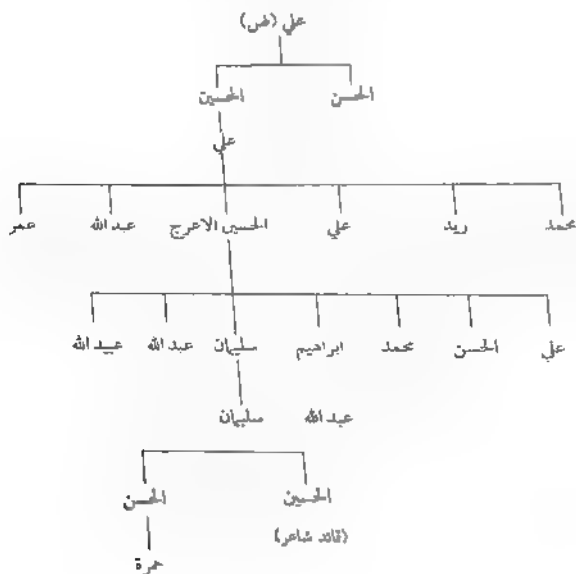 علي (ض)
الحسن الحسين
علي
محمد زيد علي الحسين الاعرج عبد الله عمر
علي الحسن محمد ابراهيم سليمان عبد الله عبيد الله
عبد الله سليمان
الحسين الحسن
(قائد شاعر)
حمزة